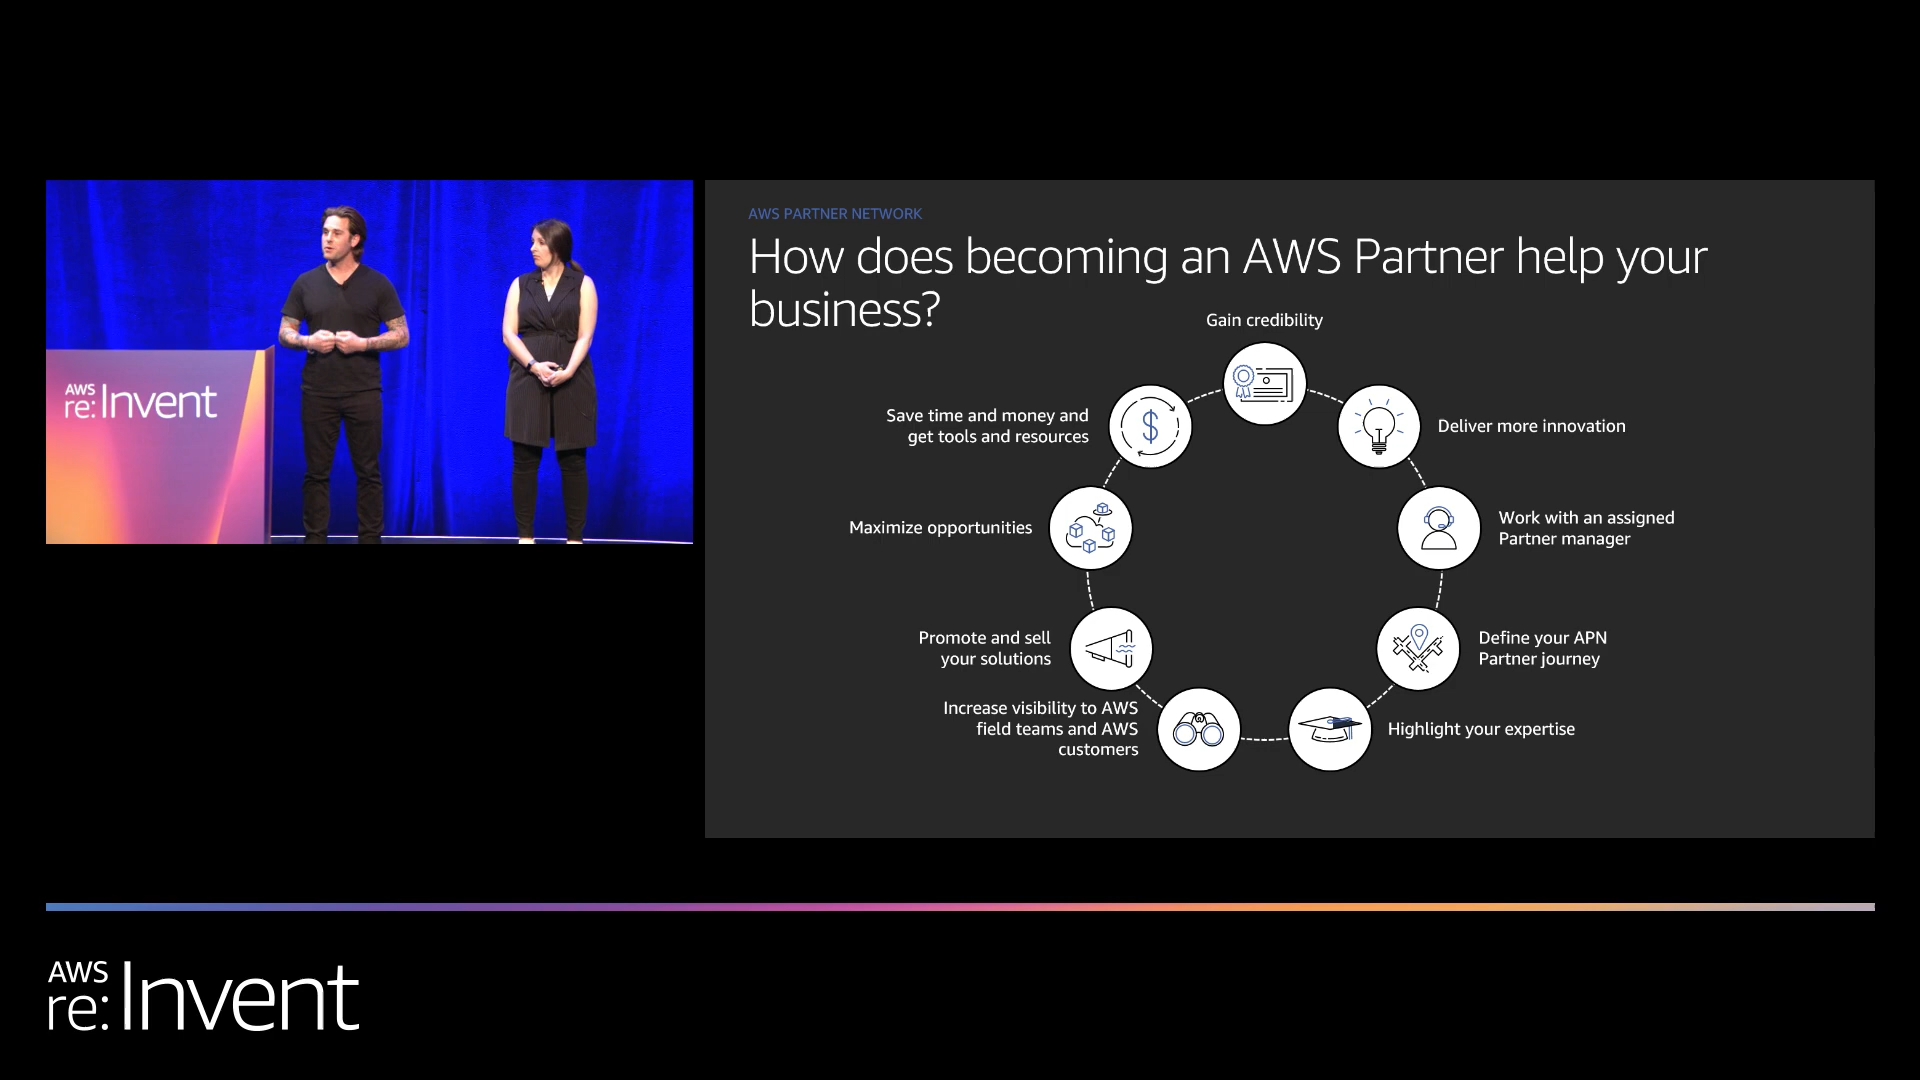 AWS
re:Invent
AWS PARTNER NETWORK
How does becoming an AWS Partner help your
business?
Gain credibility
Save time and money and
get tools and resources
Deliver more innovation
Maximize opportunities
Work with an assigned
Partner manager
Promote and sell
your solutions
Define your APN
Partner journey
Increase visibility to AWS
field teams and AWS
customers
Highlight your expertise
AWS
re:Invent